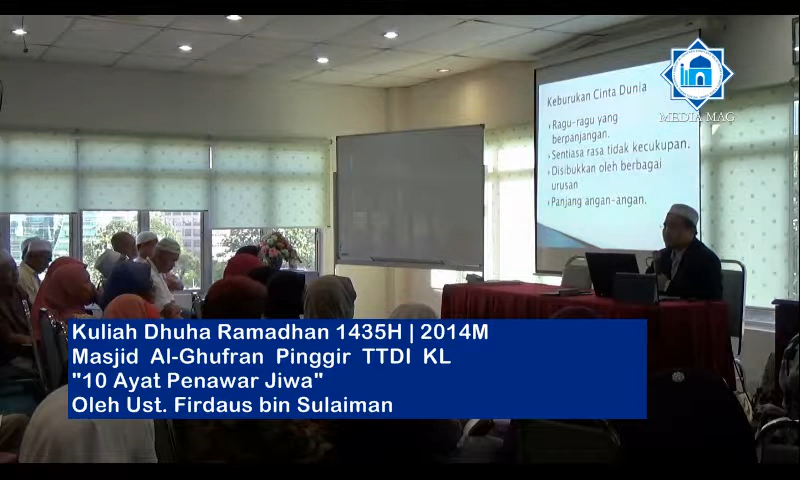 MEDIA MAG
Keburukan Cinta Dunia
Ragu-ragu yang
berpanjangan.
Sentiasa rasa tidak kecukupan.
Disibukkan oleh berbagai
urusan
Panjang angan-angan.
Kuliah Dhuha Ramadhan 1435H | 2014M
Masjid Al-Ghufran Pinggir TTDI KL
"10 Ayat Penawar Jiwa"
Oleh Ust. Firdaus bin Sulaiman